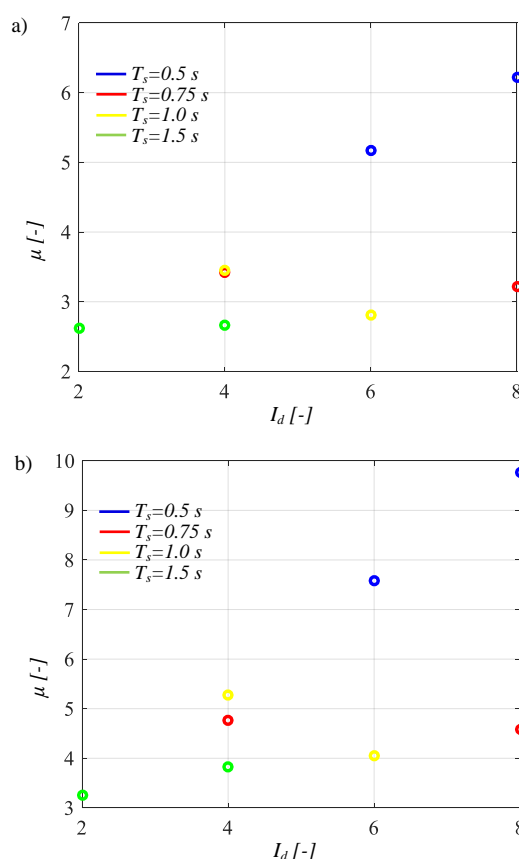 a)
7
6
5
4
3
2
μ [-]
T_s=0.5 s
T_s=0.75 s
T_s=1.0 s
T_s=1.5 s
2 4 6 8
I_d [-]
b)
10
9
8
7
6
5
4
3
μ [-]
T_s=0.5 s
T_s=0.75 s
T_s=1.0 s
T_s=1.5 s
2 4 6 8
I_d [-]